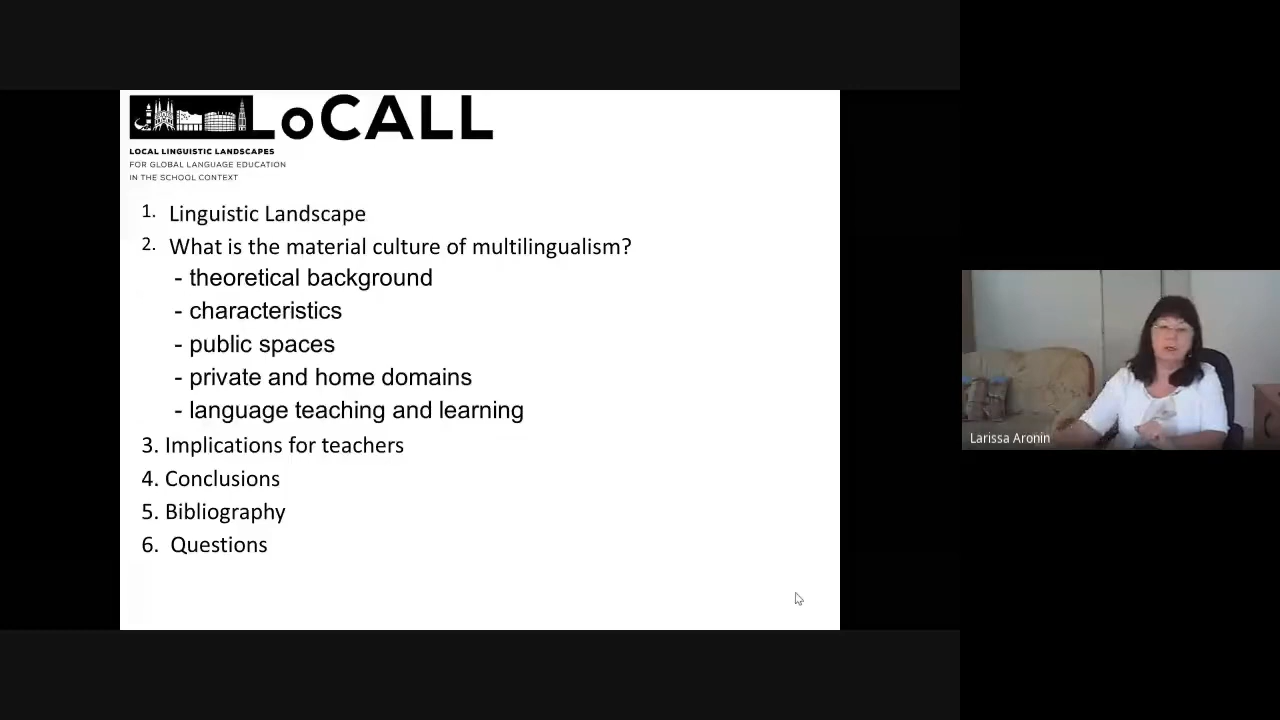 LoCALL
LOCAL LINGUISTIC LANDSCAPES
FOR GLOBAL LANGUAGE EDUCATION
IN THE SCHOOL CONTEXT
1. Linguistic Landscape
2. What is the material culture of multilingualism?
- theoretical background
- characteristics
- public spaces
- private and home domains
- language teaching and learning
3. Implications for teachers
4. Conclusions
5. Bibliography
6. Questions
Larissa Aronin